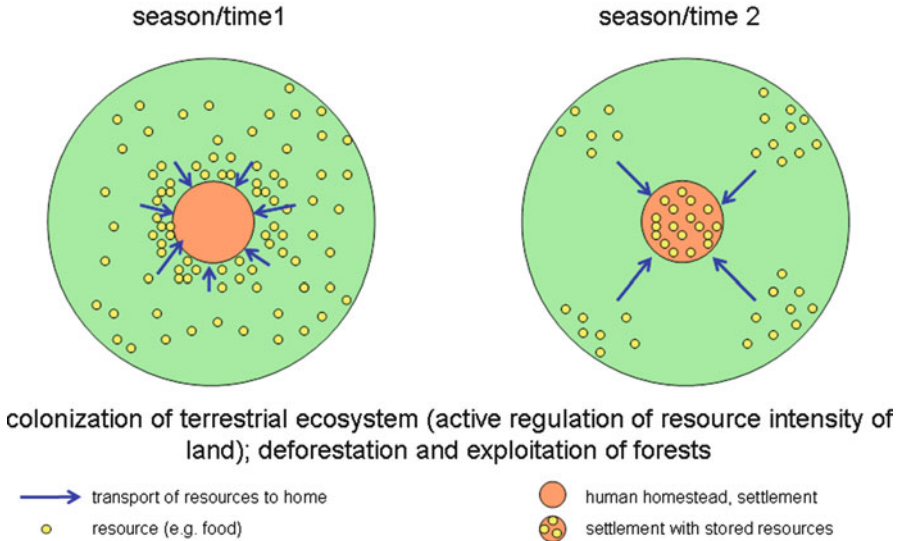 season/time1
season/time 2
colonization of terrestrial ecosystem (active regulation of resource intensity of
land); deforestation and exploitation of forests
transport of resources to home
human homestead, settlement
resource (e.g. food)
settlement with stored resources